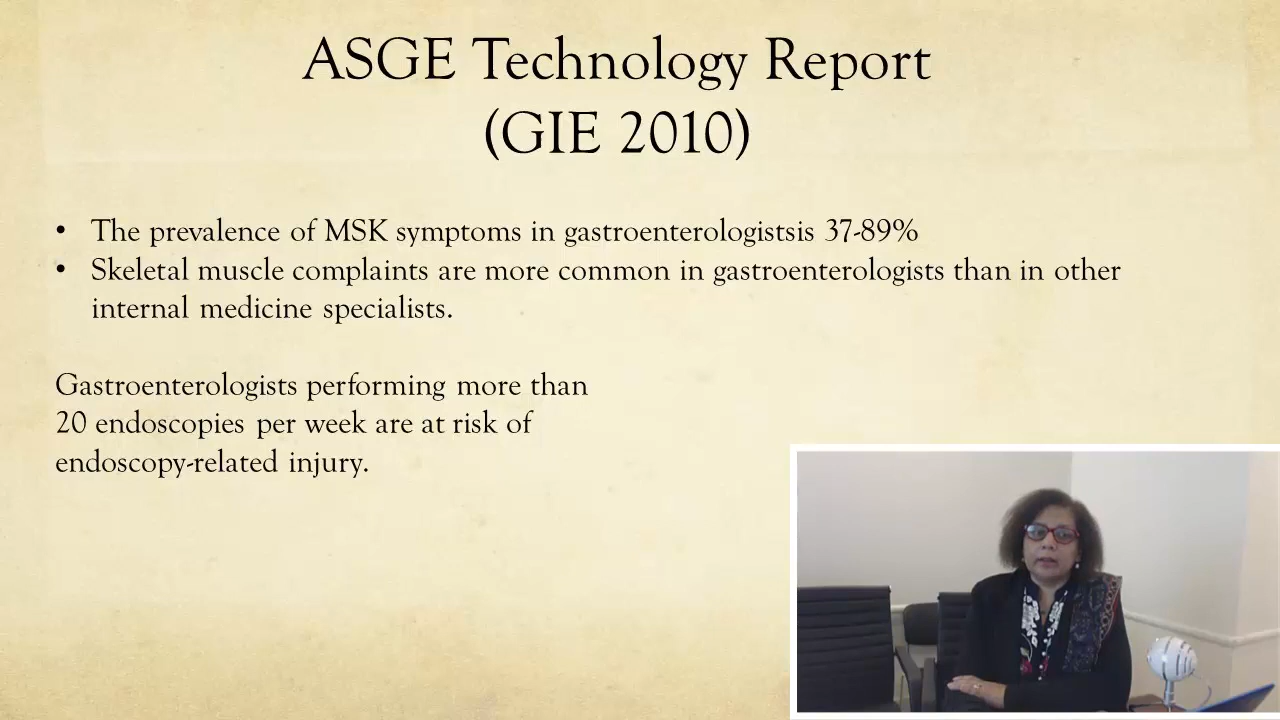 ASGE Technology Report
(GIE 2010)
• The prevalence of MSK symptoms in gastroenterologistsis 37-89%
• Skeletal muscle complaints are more common in gastroenterologists than in other
internal medicine specialists.
Gastroenterologists performing more than
20 endoscopies per week are at risk of
endoscopy-related injury.